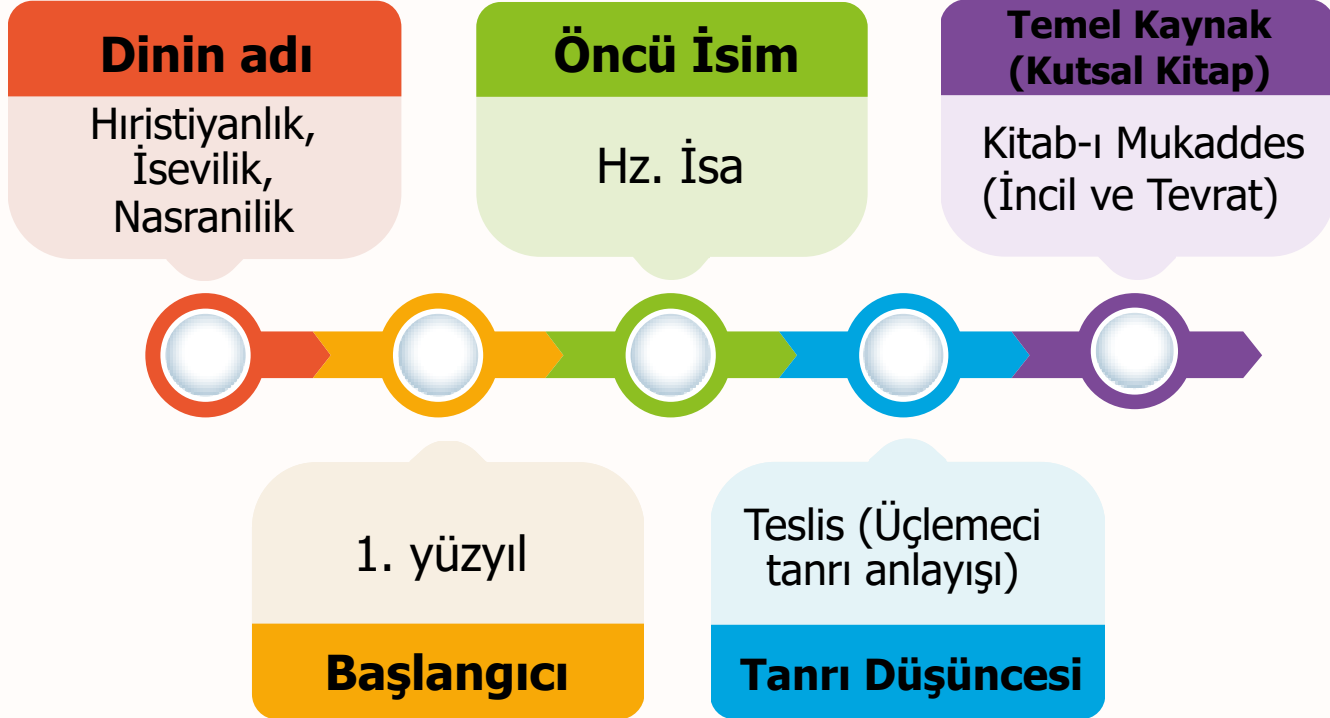 Dinin adı
Hıristiyanlık,
İsevilik,
Nasranilik
Öncü İsim
Hz. İsa
Temel Kaynak
(Kutsal Kitap)
Kitab-ı Mukaddes
(İncil ve Tevrat)
1. yüzyıl
Başlangıcı
Teslis (Üçlemeci
tanrı anlayışı)
Tanrı Düşüncesi